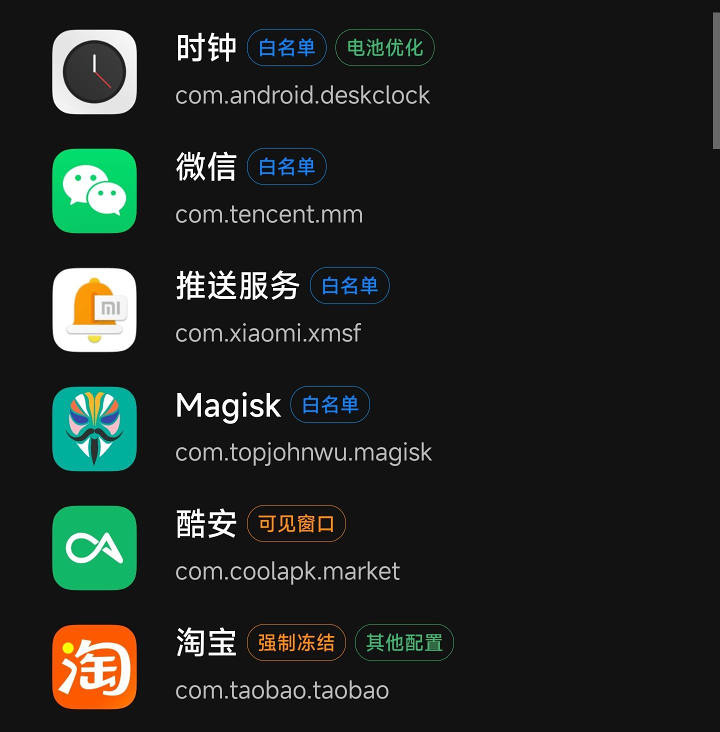 时钟 白名单 电池优化
com.android.deskclock
微信 白名单
com.tencent.mm
推送服务 白名单
com.xiaomi.xmsf
Magisk 白名单
com.topjohnwu.magisk
酷安 可见窗口
com.coolapk.market
淘宝 强制冻结 其他配置
淘
com.taobao.taobao